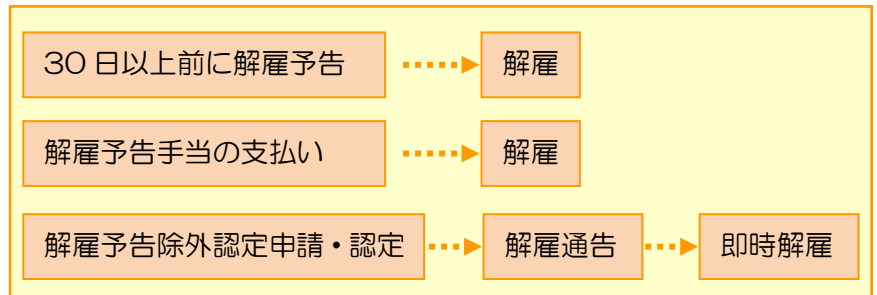 30日以上前に解雇予告 解雇
解雇予告手当の支払い 解雇
解雇予告除外認定申請・認定 解雇通告 即時解雇